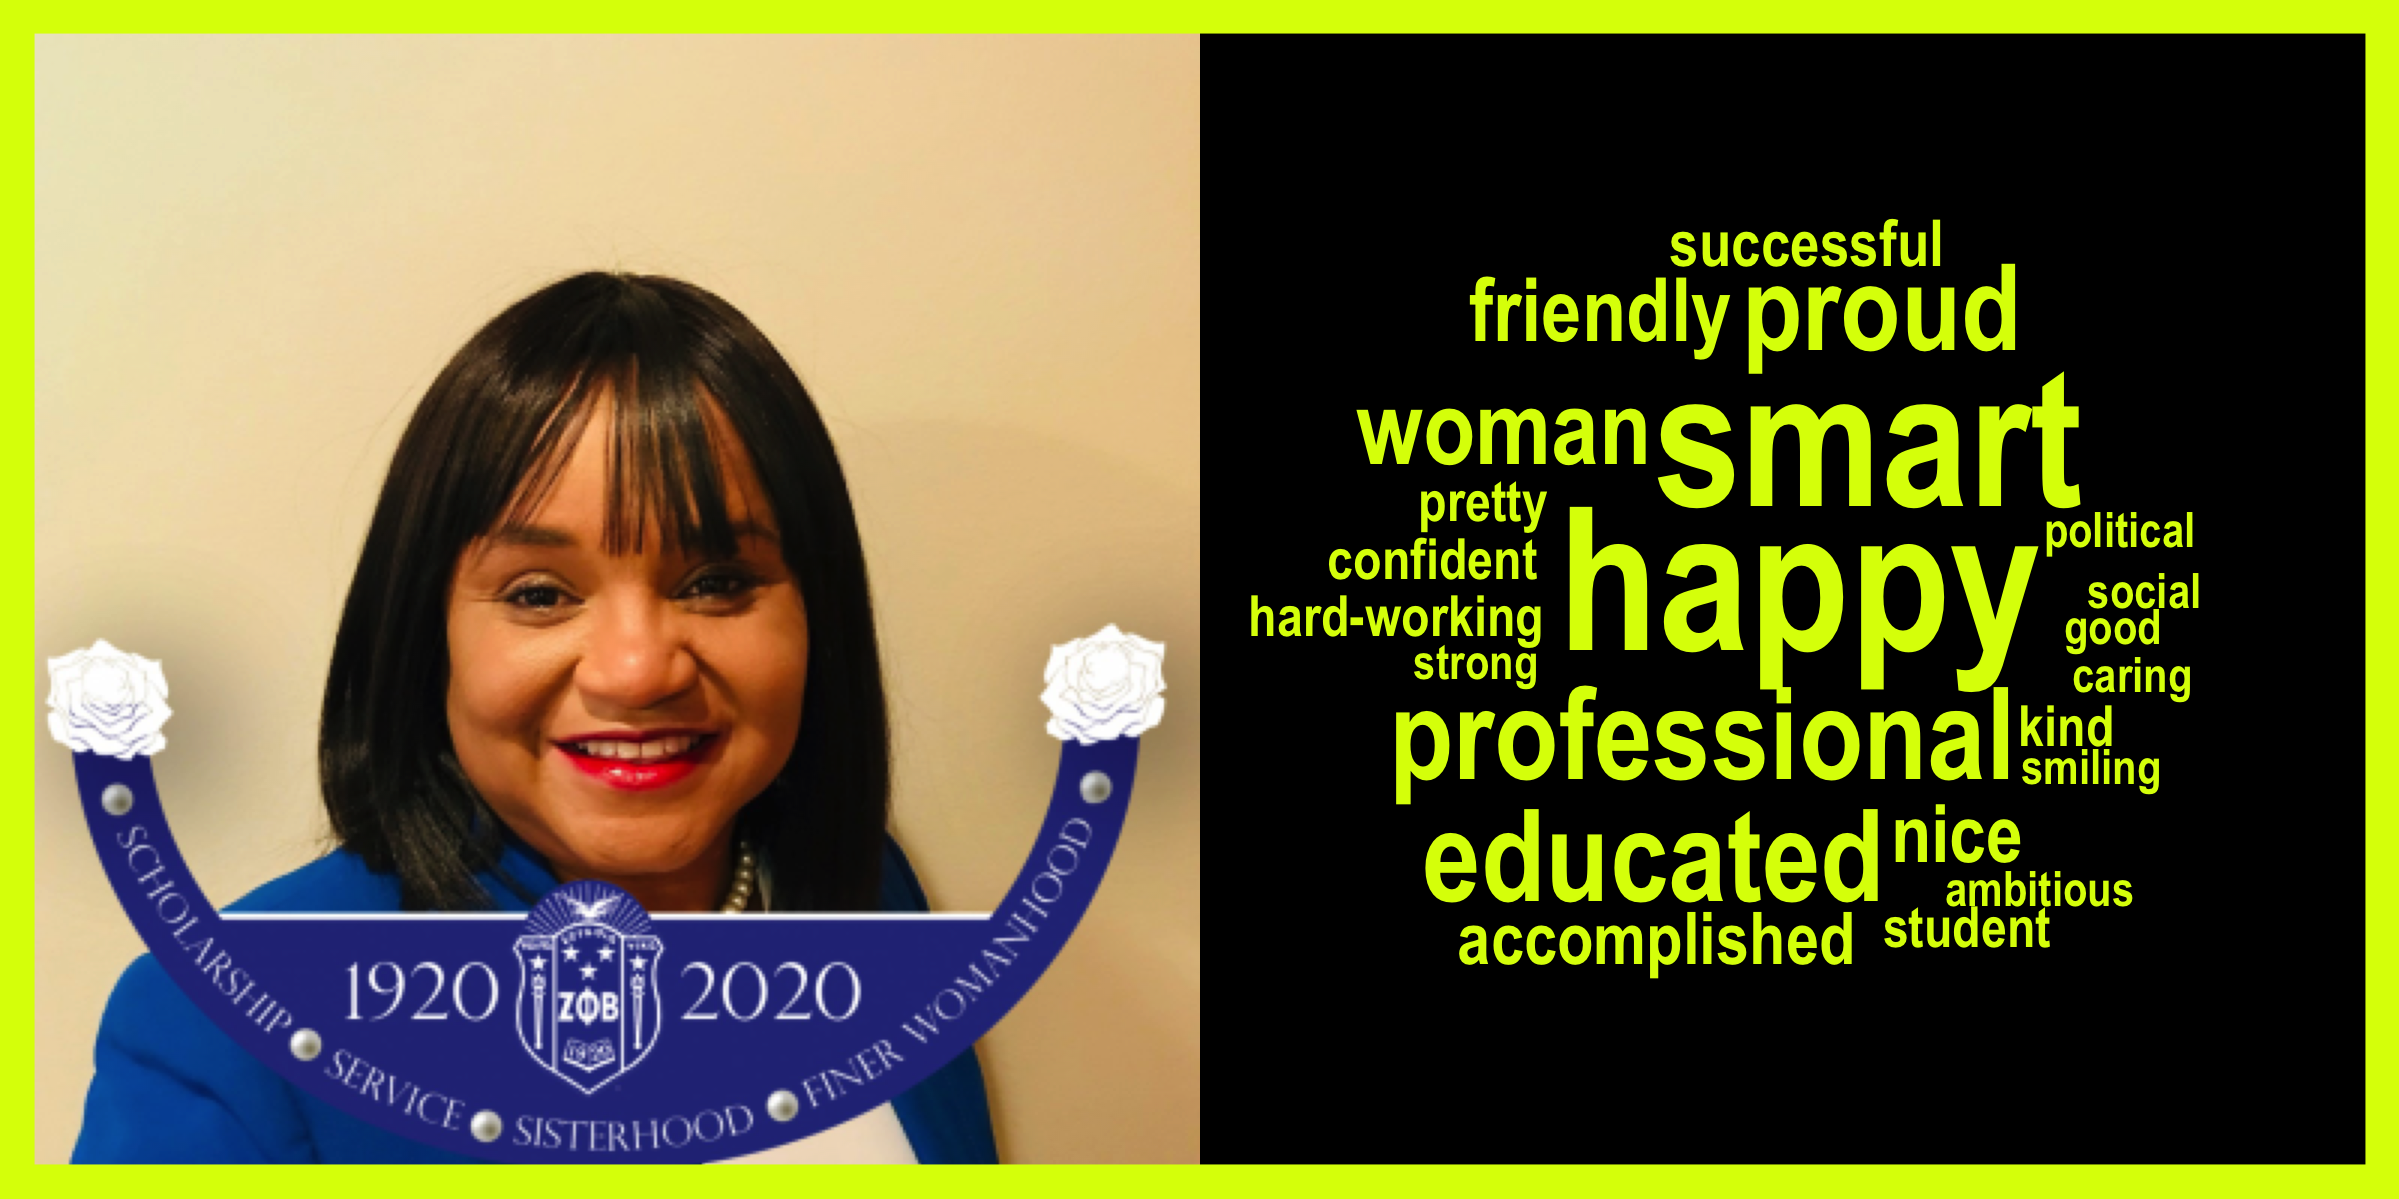 1920
ΖΦΒ
2020
SCHOLARSHIP
SERVICE
SISTERHOOD
FINER WOMANHOOD
successful
friendly proud
woman smart
pretty
happy
political
confident
social
hard-working
good
strong
caring
professional
kind
smiling
educated nice
ambitious
accomplished student